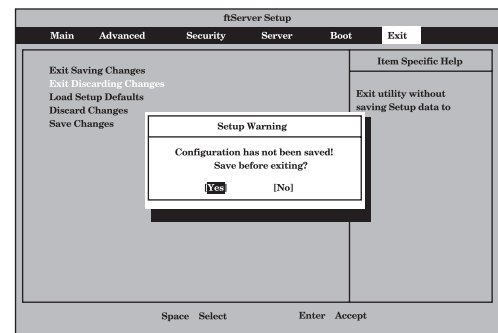 ftServer Setup
Main Advanced Security Server Boot Exit
Item Specific Help
Exit Saving Changes
Exit Discarding Changes
Load Setup Defaults
Discard Changes
Save Changes
Exit utility without
saving Setup data to
Setup Warning
Configuration has not been saved!
Save before exiting?
[Yes] [No]
Space Select Enter Accept